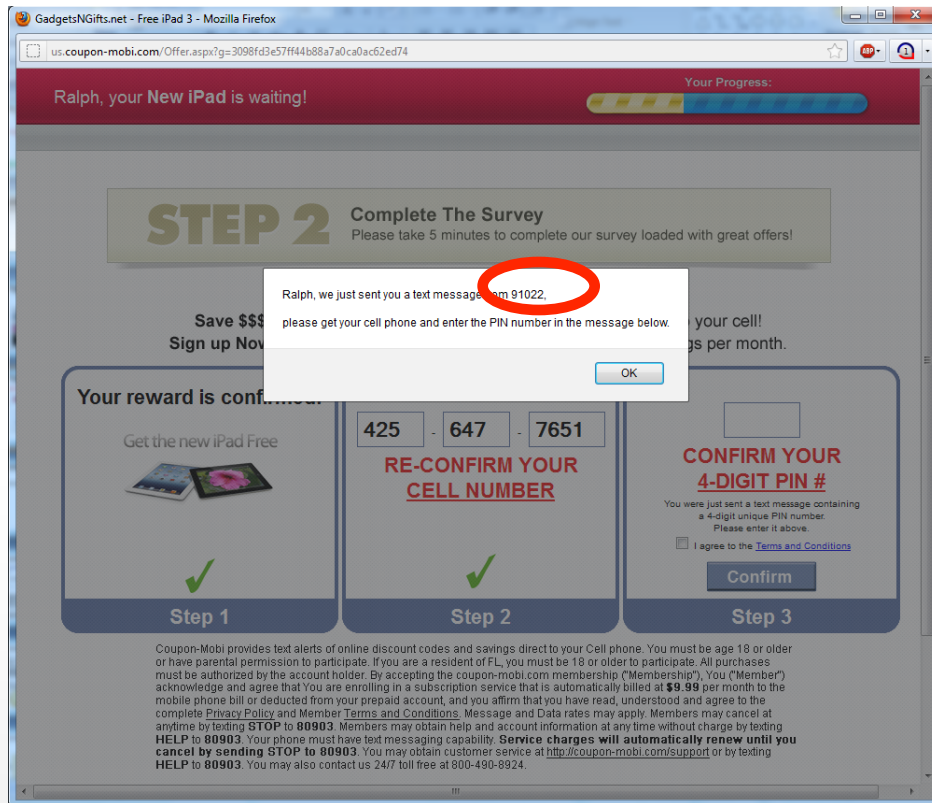 GadgetsNGifts.net - Free iPad 3 - Mozilla Firefox
us.coupon-mobi.com/Offer.aspx?g=3098fd3e57ff44b88a7a0ca0ac62ed74
ABP
1
Your Progress:
Ralph, your New iPad is waiting!
STEP 2
Complete The Survey
Please take 5 minutes to complete our survey loaded with great offers!
Ralph, we just sent you a text message 91022,
please get your cell phone and enter the PIN number in the message below.
OK
Save $$$ your cell!
Sign up Now gs per month.
Your reward is
Get the new iPad Free
425 - 647 - 7651
RE-CONFIRM YOUR
CELL NUMBER
CONFIRM YOUR
4-DIGIT PIN #
You were just sent a text message containing
a 4-digit unique PIN number.
Please enter it above.
I agree to the Terms and Conditions
Confirm
Step 1
Step 2
Step 3
Coupon-Mobi provides text alerts of online discount codes and savings direct to your Cell phone. You must be age 18 or older
or have parental permission to participate. If you are a resident of FL, you must be 18 or older to participate. All purchases
must be authorized by the account holder. By accepting the coupon-mobi.com membership ("Membership"), You ("Member")
acknowledge and agree that You are enrolling in a subscription service that is automatically billed at $9.99 per month to the
mobile phone bill or deducted from your prepaid account, and you affirm that you have read, understood and agree to the
complete Privacy Policy and Member Terms and Conditions. Message and Data rates may apply. Members may cancel at
anytime by texting STOP to 80903. Members may obtain help and account information at any time without charge by texting
HELP to 80903. Your phone must have text messaging capability. Service charges will automatically renew until you
cancel by sending STOP to 80903. You may obtain customer service at http://coupon-mobi.com/support or by texting
HELP to 80903. You may also contact us 24/7 toll free at 800-490-8924.